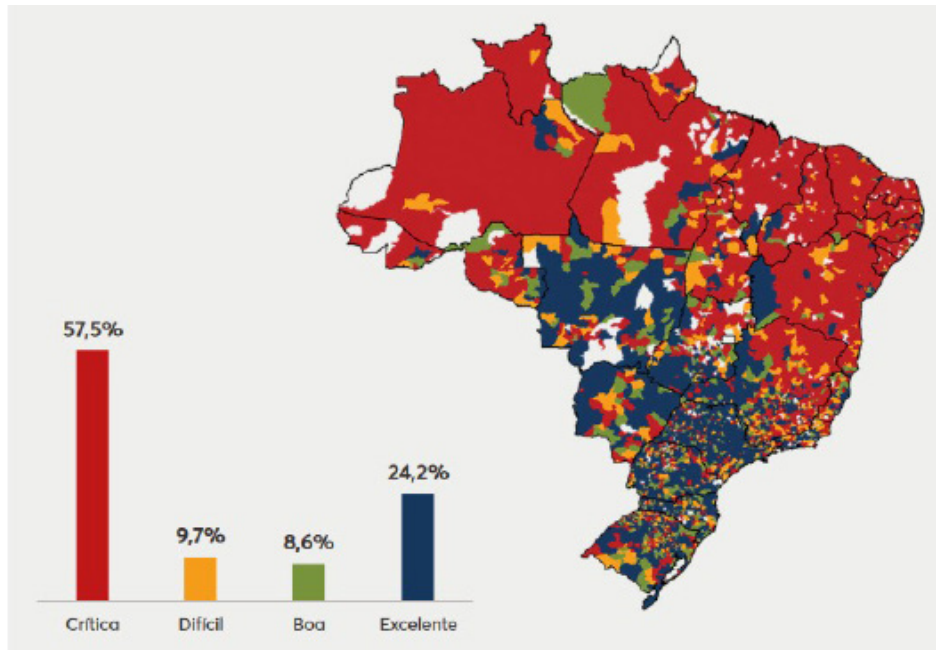 57,5%
9,7%
8,6%
24,2%
Crítica
Difícil
Boa
Excelente